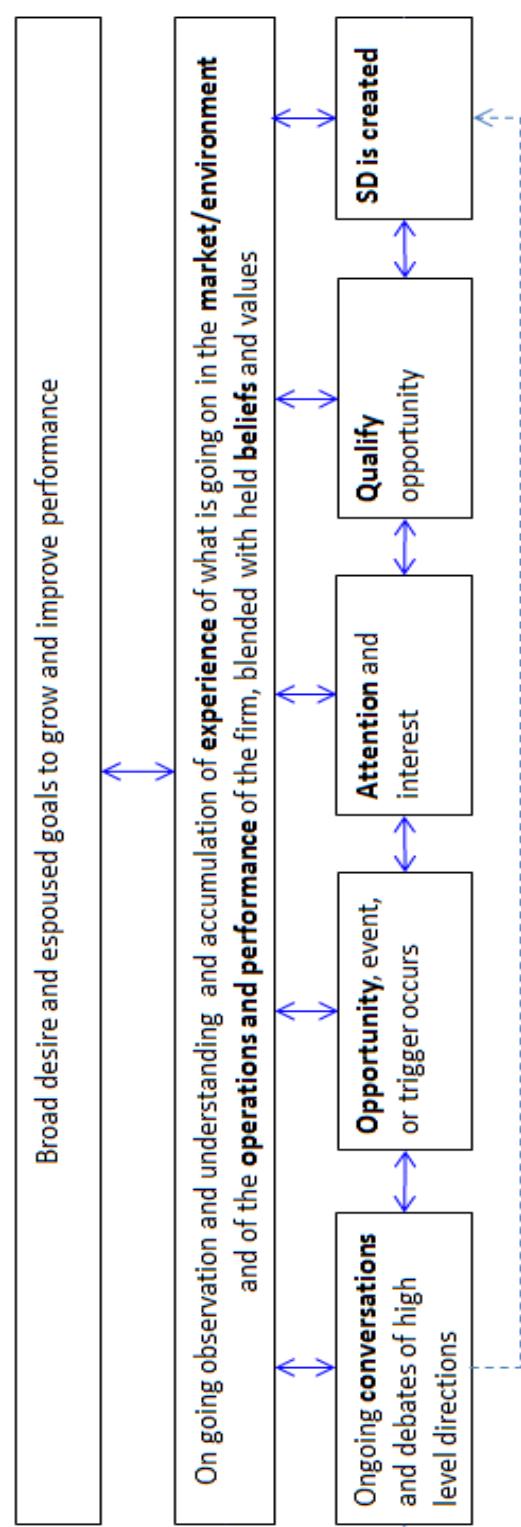 Broad desire and espoused goals to grow and improve performance
On going observation and understanding and accumulation of experience of what is going on in the market/environment
and of the operations and performance of the firm, blended with held beliefs and values
Ongoing conversations
and debates of high
level directions
Opportunity, event,
or trigger occurs
Attention and
interest
Qualify
opportunity
SD is created